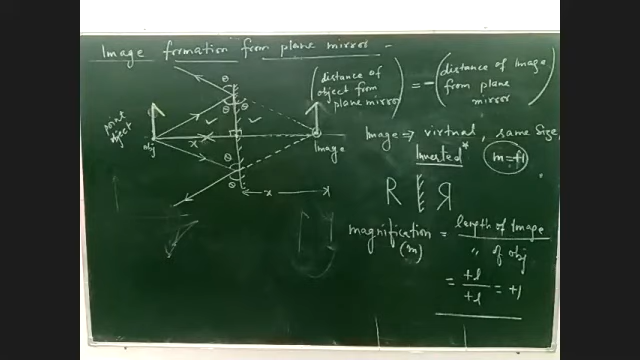 Image formation from plane mirror -
point object
obj
x
θ
θ
θ
θ
θ
Image
x
(distance of object from plane mirror) = - (distance of Image from plane mirror)
Image → virtual, same size,
Inverted*
m=+1
R Я
magnification (m) = length of Image
" of obj
= +l / +l = +1